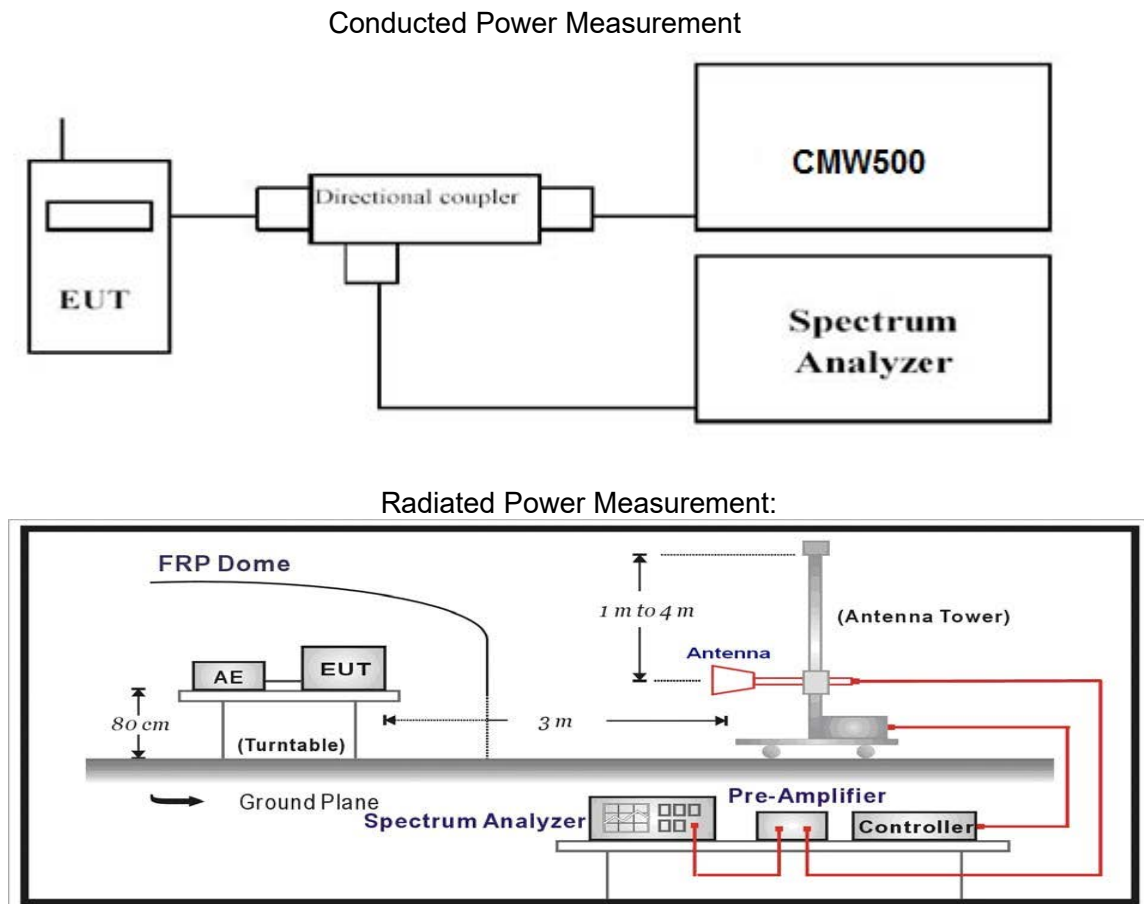 Conducted Power Measurement
CMW500
Directional coupler
EUT
Spectrum
Analyzer
Radiated Power Measurement:
FRP Dome
1 m to 4 m
(Antenna Tower)
Antenna
AE
EUT
80 cm
3 m
(Turntable)
Ground Plane
Pre-Amplifier
Spectrum Analyzer
Controller